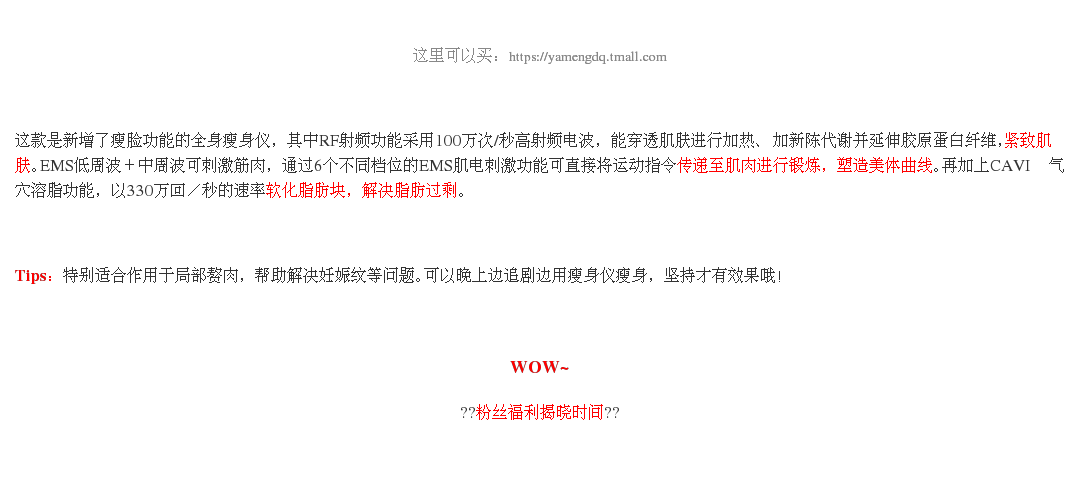 这里可以买：https://yamengdq.tmall.com
这款是新增了瘦脸功能的全身瘦身仪，其中RF射频功能采用100万次/秒高射频电波，能穿透肌肤进行加热、加新陈代谢并延伸胶原蛋白纤维,紧致肌
肤。EMS低周波＋中周波可刺激筋肉，通过6个不同档位的EMS肌电刺激功能可直接将运动指令传递至肌肉进行锻炼，塑造美体曲线。再加上CAVI　气
穴溶脂功能，以330万回／秒的速率软化脂肪块，解决脂肪过剩。
Tips：特别适合作用于局部赘肉，帮助解决妊娠纹等问题。可以晚上边追剧边用瘦身仪瘦身，坚持才有效果哦!
WOW~
??粉丝福利揭晓时间??